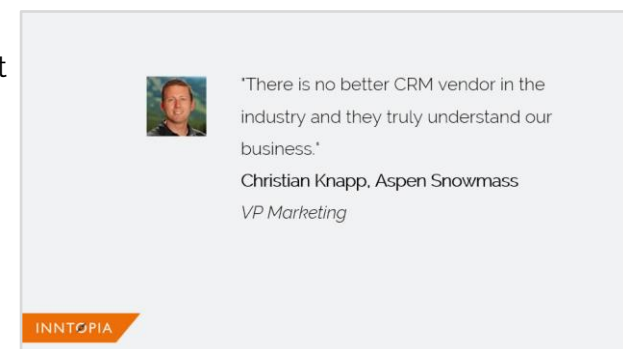 t
"There is no better CRM vendor in the
industry and they truly understand our
business."
Christian Knapp, Aspen Snowmass
VP Marketing
INNTOPIA